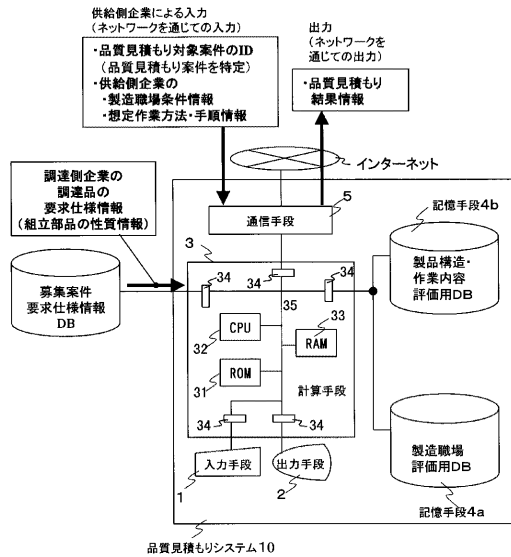 供給側企業による入力
(ネットワークを通じての入力)
・品質見積もり対象案件のID
(品質見積もり案件を特定)
・供給側企業の
・製造職場条件情報
・想定作業方法・手順情報
出力
(ネットワークを
通じての出力)
・品質見積もり
結果情報
インターネット
調達側企業の
調達品の
要求仕様情報
(組立部品の性質情報)
通信手段
5
記憶手段4b
製品構造・
作業内容
評価用DB
3
34
34
34
35
33
募集案件
要求仕様情報
DB
CPU
32
RAM
ROM
31
計算手段
34
34
入力手段
1
出力手段
2
製造職場
評価用DB
記憶手段4a
品質見積もりシステム10